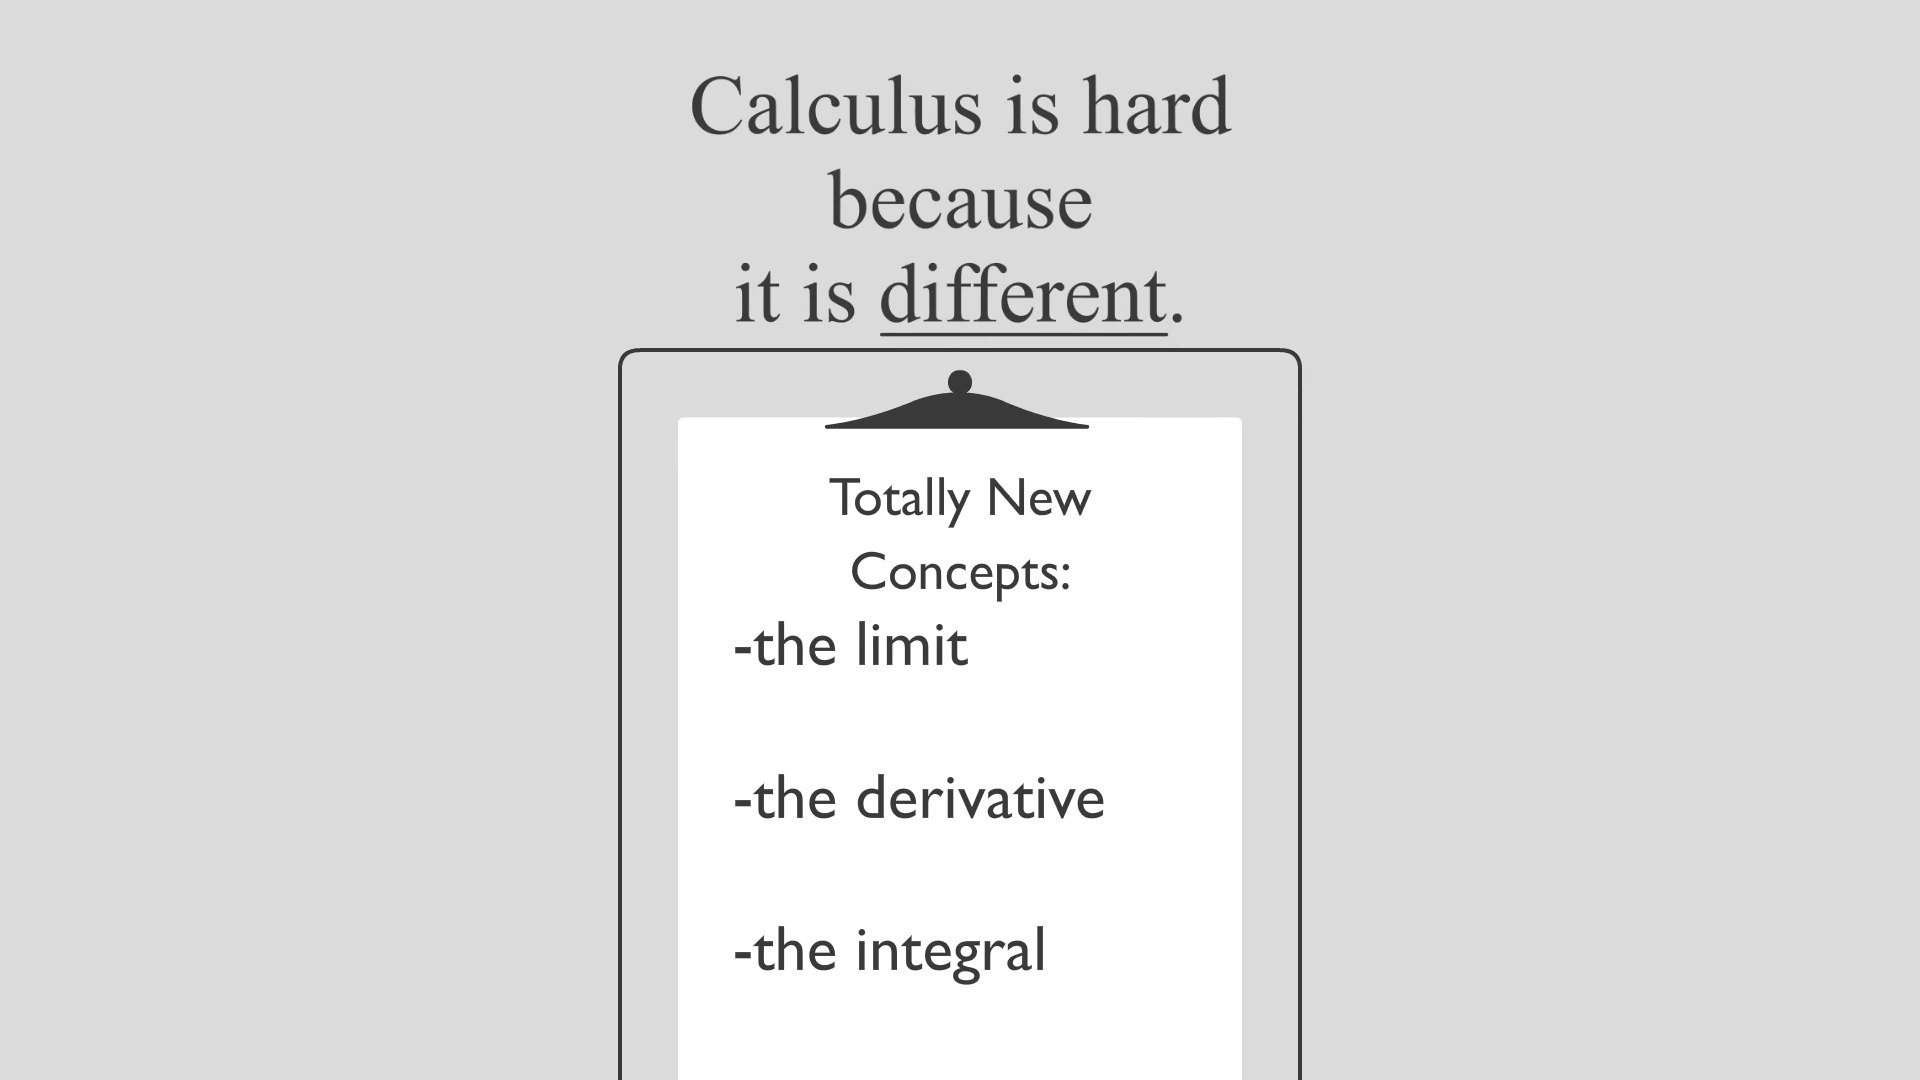 Calculus is hard
because
it is different.
Totally New
Concepts:
-the limit
-the derivative
-the integral